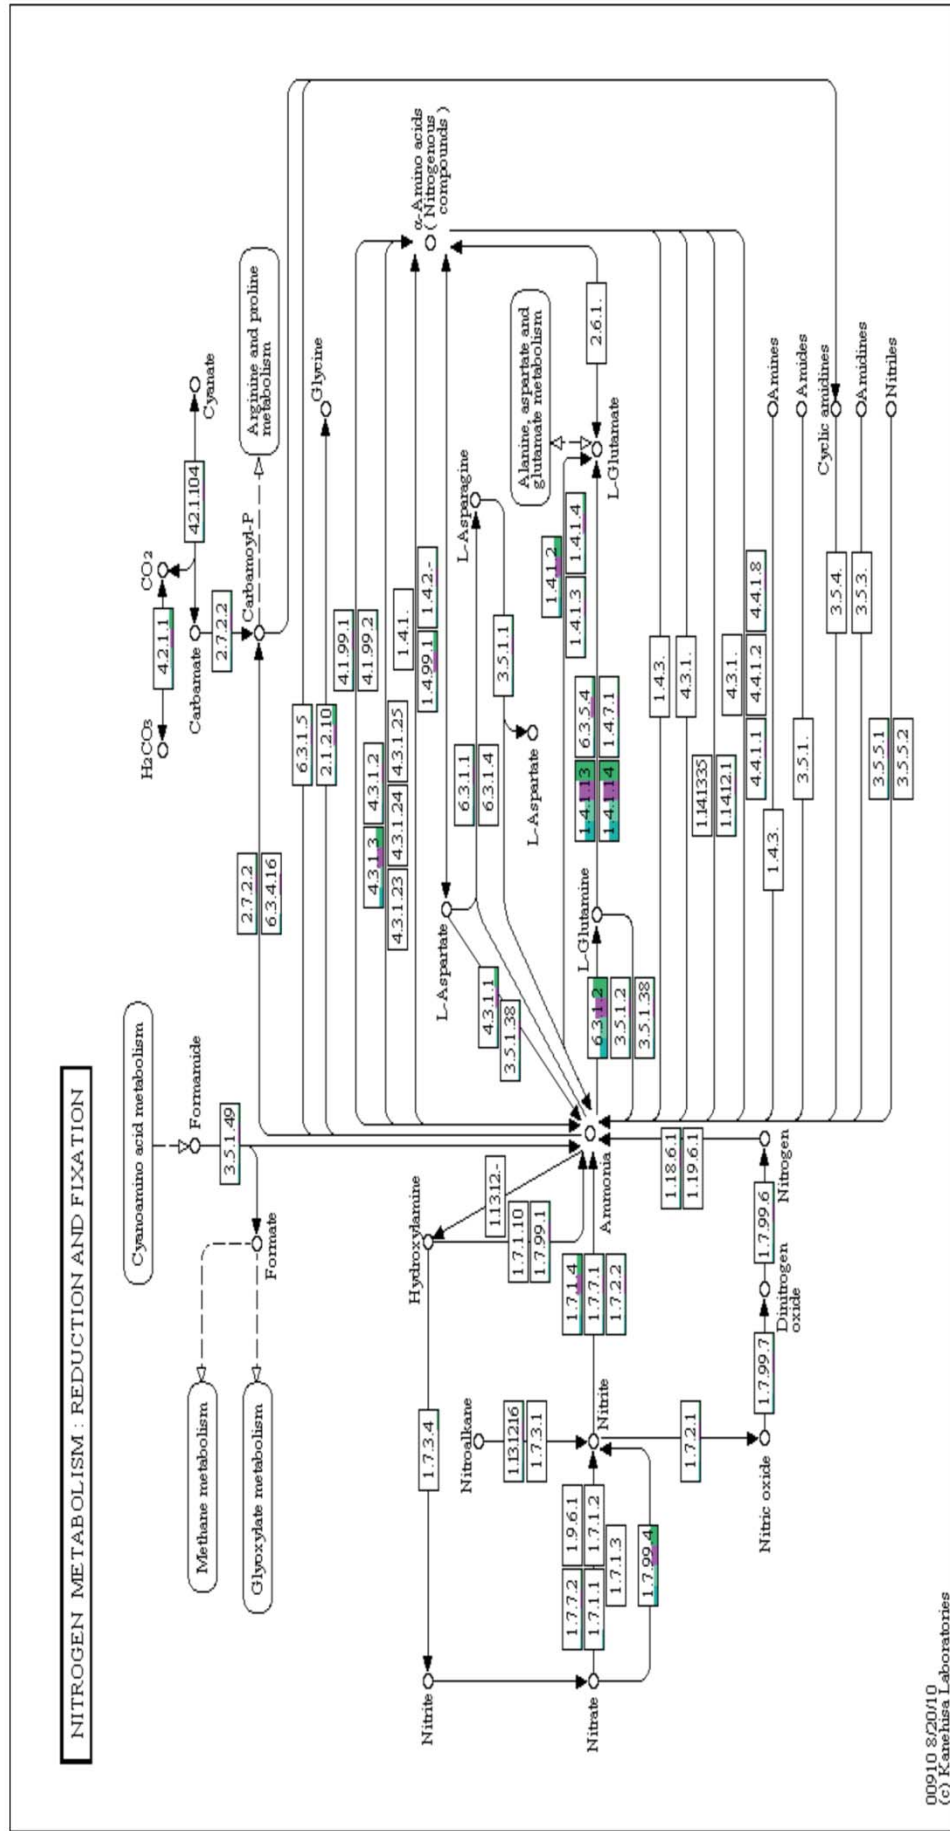 NITROGEN METABOLISM : REDUCTION AND FIXATION
Cyanoamino acid metabolism
Methane metabolism
Glyoxylate metabolism
Formate
Formamide
3.5.1.49
H2CO3
4.2.1.1
CO2
Carbamate
4.2.1.104
Cyanate
2.7.2.2
Carbamoyl-P
Arginine and proline
metabolism
2.7.2.2
6.3.4.16
6.3.1.5
2.1.2.10
Glycine
4.1.99.1
4.1.99.2
4.3.1.3
4.3.1.2
4.3.1.23
4.3.1.24
4.3.1.25
1.4.1.
1.4.99.1
1.4.2.-
α-Amino acids
( Nitrogenous
compounds )
Nitrite
1.7.3.4
Hydroxylamine
1.13.12.-
1.7.1.10
1.7.99.1
L-Aspartate
4.3.1.1
3.5.1.38
6.3.1.1
6.3.1.4
L-Asparagine
3.5.1.1
L-Aspartate
Alanine, aspartate and
glutamate metabolism
1.4.1.2
1.4.1.3
1.4.1.4
2.6.1.
L-Glutamate
Nitroalkane
1.13.1216
1.7.3.1
Nitrate
1.7.7.2
1.9.6.1
1.7.1.1
1.7.1.2
1.7.1.3
1.7.99.4
Nitrite
1.7.1.4
1.7.7.1
1.7.2.2
Ammonia
6.3.1.2
3.5.1.2
3.5.1.38
L-Glutamine
1.4.1.13
6.3.5.4
1.4.1.14
1.4.7.1
1.4.3.
4.3.1.
1.14.1335
1.14.12.1
4.3.1.
4.4.1.1
4.4.1.2
4.4.1.8
1.7.2.1
Nitric oxide
1.7.99.7
Dinitrogen
oxide
1.7.99.6
Nitrogen
1.18.6.1
1.19.6.1
1.4.3.
Amines
3.5.1.
Amides
3.5.4.
Cyclic amidines
3.5.3.
Amidines
3.5.5.1
3.5.5.2
Nitriles
00910 8/20/10
(c) Kanehisa Laboratories